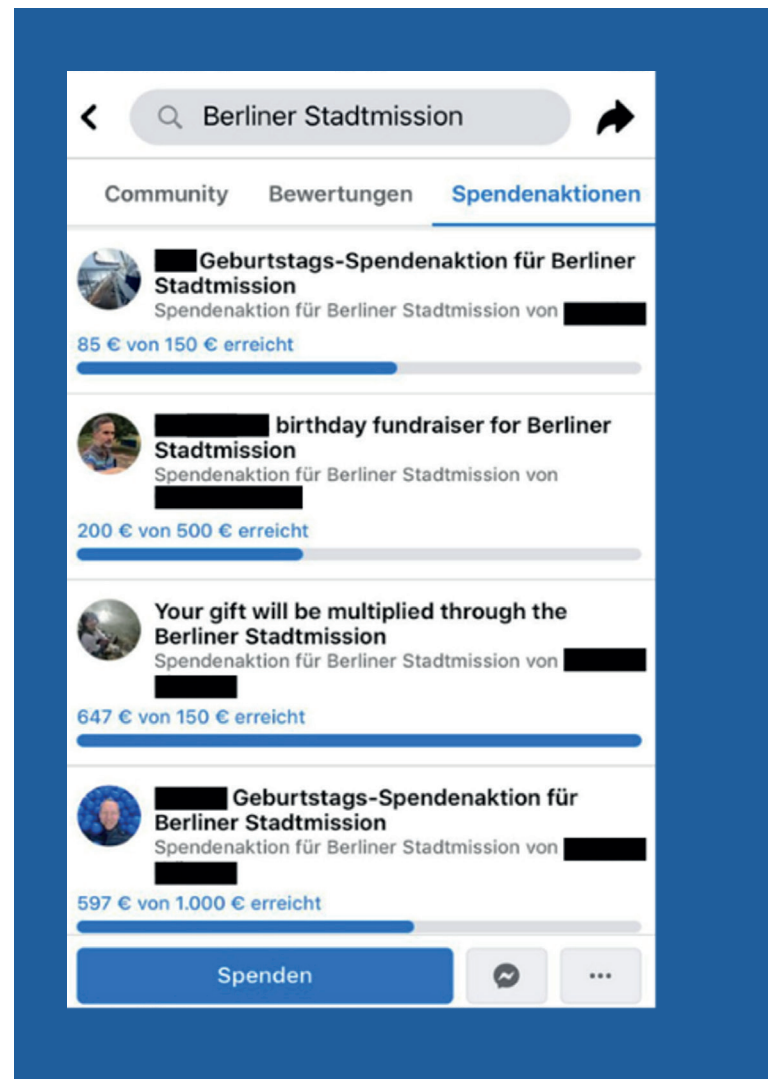 Berliner Stadtmission
Community Bewertungen Spendenaktionen
Geburtstags-Spendenaktion für Berliner
Stadtmission
Spendenaktion für Berliner Stadtmission von
85 € von 150 € erreicht
birthday fundraiser for Berliner
Stadtmission
Spendenaktion für Berliner Stadtmission von
200 € von 500 € erreicht
Your gift will be multiplied through the
Berliner Stadtmission
Spendenaktion für Berliner Stadtmission von
647 € von 150 € erreicht
Geburtstags-Spendenaktion für
Berliner Stadtmission
Spendenaktion für Berliner Stadtmission von
597 € von 1.000 € erreicht
Spenden